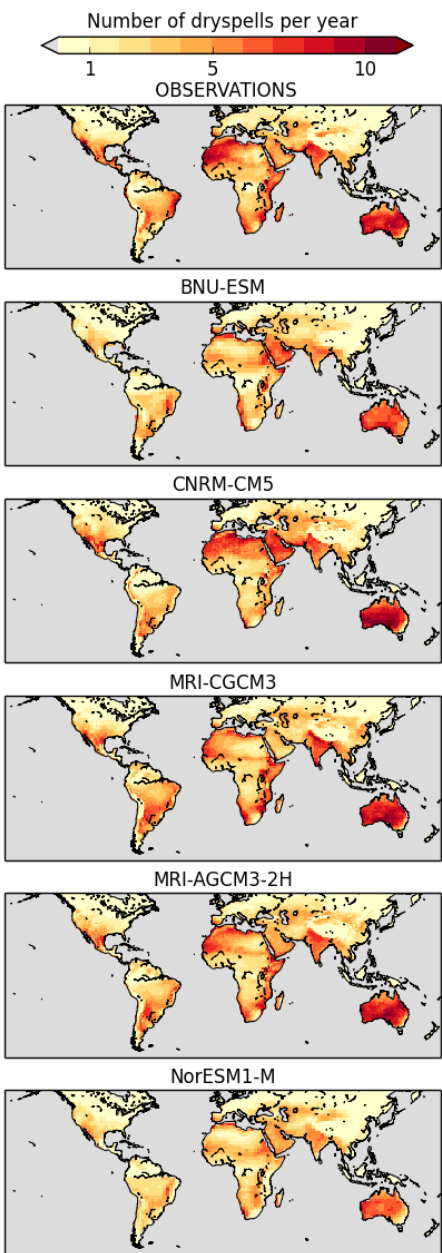 Number of dryspells per year
1 5 10
OBSERVATIONS
BNU-ESM
CNRM-CM5
MRI-CGCM3
MRI-AGCM3-2H
NorESM1-M